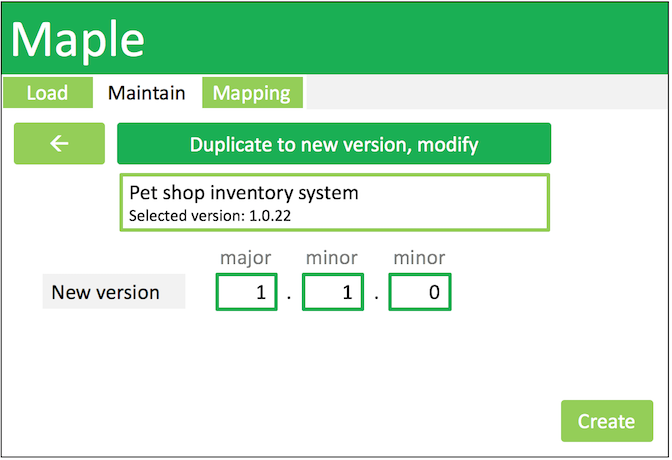 Maple
Load Maintain Mapping
← Duplicate to new version, modify
Pet shop inventory system
Selected version: 1.0.22
major minor minor
New version 1 . 1 . 0
Create